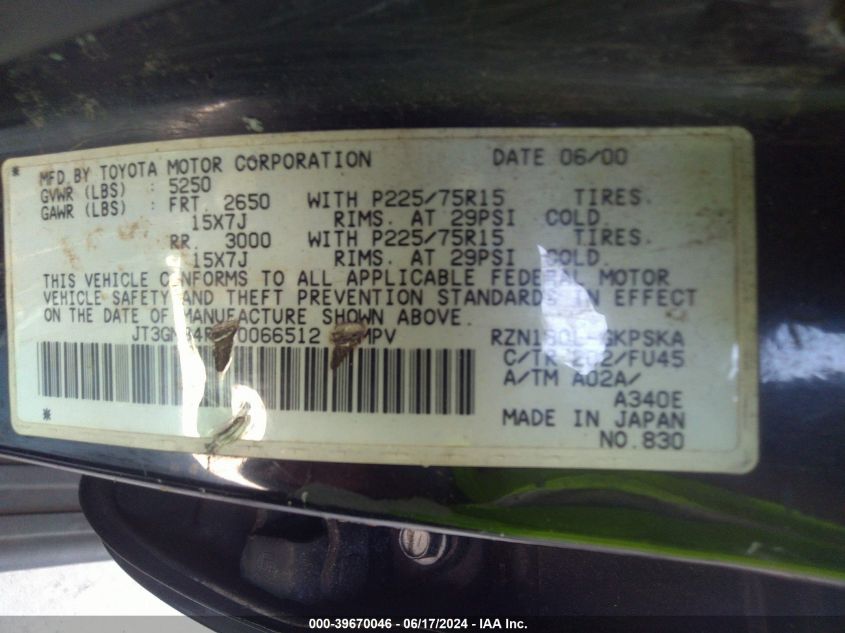 * MFD.BY TOYOTA MOTOR CORPORATION DATE 06/00
GVWR (LBS) : 5250
GAWR (LBS) : FRT. 2650 WITH P225/75R15 TIRES.
15X7J RIMS. AT 29PSI COLD.
RR. 3000 WITH P225/75R15 TIRES.
15X7J RIMS. AT 29PSI COLD.
THIS VEHICLE CONFORMS TO ALL APPLICABLE FEDERAL MOTOR
VEHICLE SAFETY AND THEFT PREVENTION STANDARDS IN EFFECT
ON THE DATE OF MANUFACTURE SHOWN ABOVE.
0066512 MPV
C/TR /FU45
A/TM A02A/
A340E
* MADE IN JAPAN
NO.830
000-39670046 - 06/17/2024 - IAA Inc.